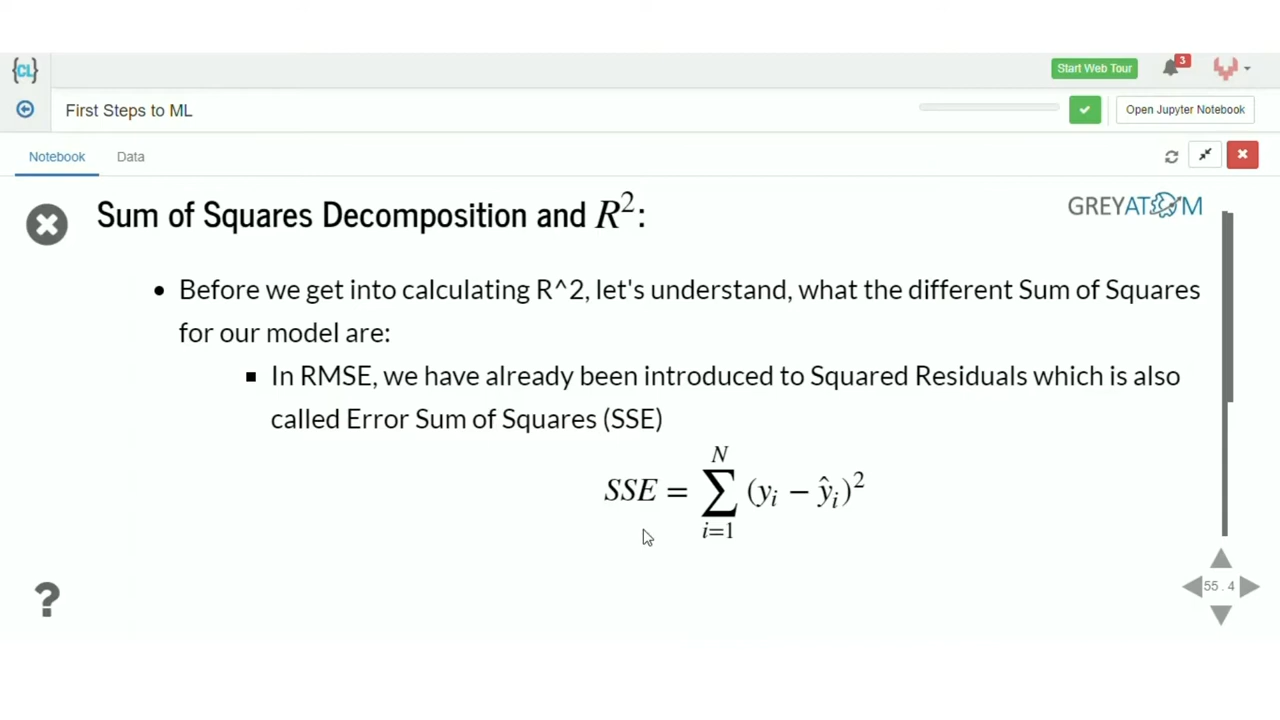 {CL}
Start Web Tour
3
First Steps to ML
Open Jupyter Notebook
Notebook Data
Sum of Squares Decomposition and R²:
GREYATOM
• Before we get into calculating R^2, let's understand, what the different Sum of Squares
for our model are:
▪ In RMSE, we have already been introduced to Squared Residuals which is also
called Error Sum of Squares (SSE)
SSE = ∑_{i=1}^{N} (y_i − ŷ_i)²
55.4
?